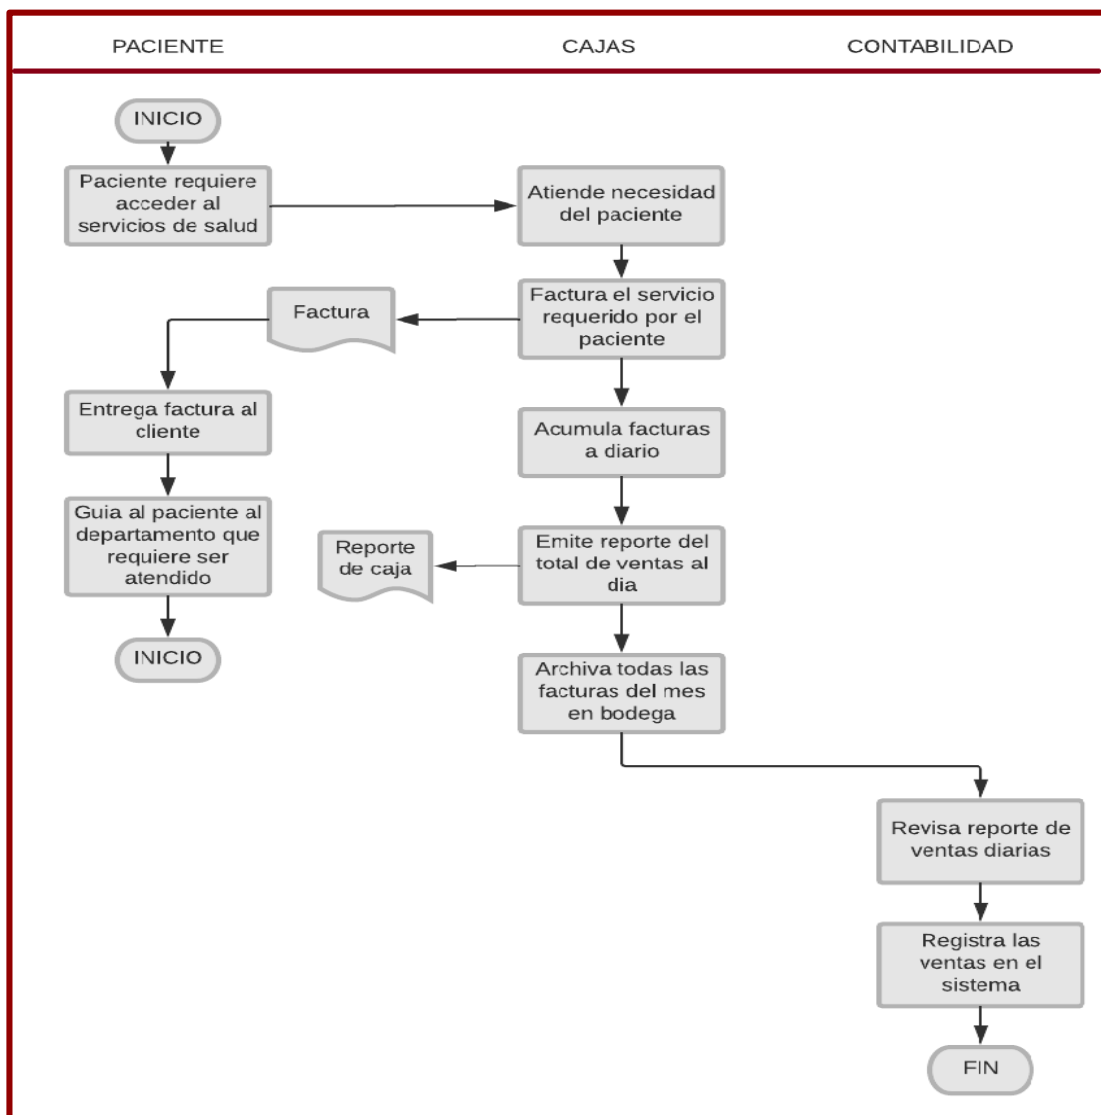 PACIENTE
CAJAS
CONTABILIDAD
INICIO
Paciente requiere
acceder al
servicios de salud
Atiende necesidad
del paciente
Factura el servicio
requerido por el
paciente
Factura
Entrega factura al
cliente
Guia al paciente al
departamento que
requiere ser
atendido
INICIO
Acumula facturas
a diario
Emite reporte del
total de ventas al
dia
Reporte
de caja
Archiva todas las
facturas del mes
en bodega
Revisa reporte de
ventas diarias
Registra las
ventas en el
sistema
FIN